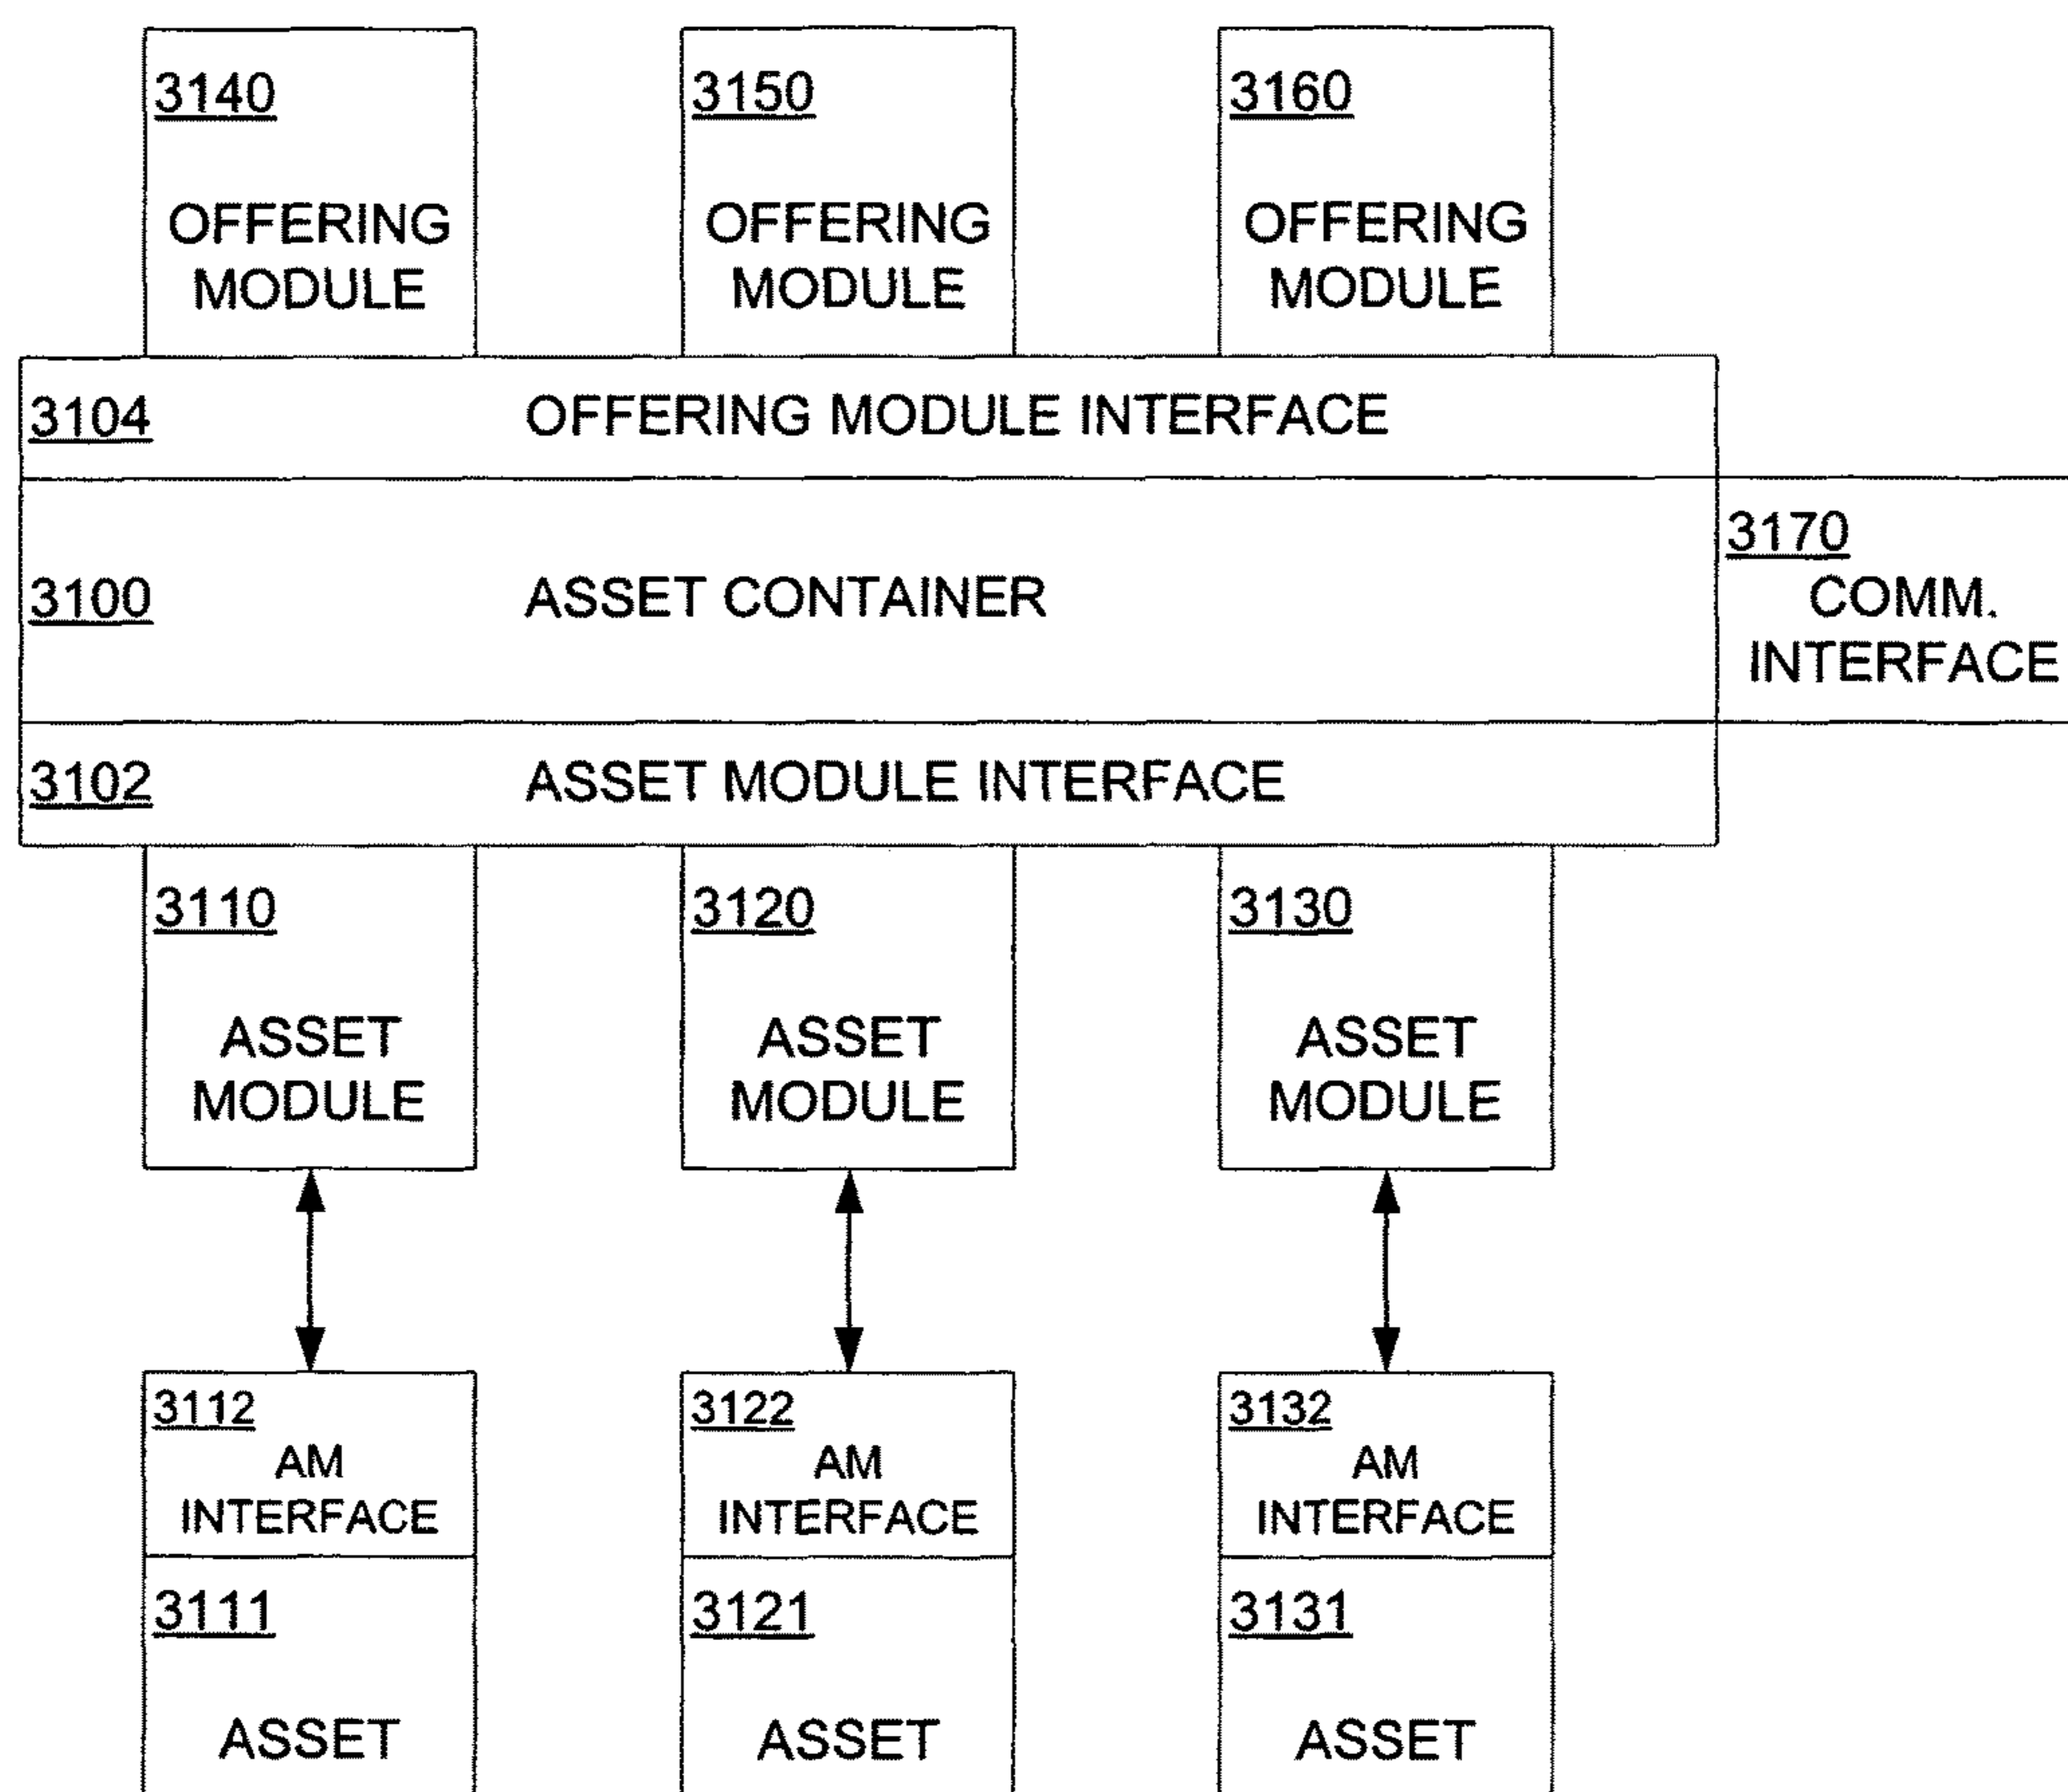 3140
OFFERING
MODULE
3150
OFFERING
MODULE
3160
OFFERING
MODULE
3104
OFFERING MODULE INTERFACE
3100
ASSET CONTAINER
3170
COMM.
INTERFACE
3102
ASSET MODULE INTERFACE
3110
ASSET
MODULE
3120
ASSET
MODULE
3130
ASSET
MODULE
3112
AM
INTERFACE
3122
AM
INTERFACE
3132
AM
INTERFACE
3111
ASSET
3121
ASSET
3131
ASSET